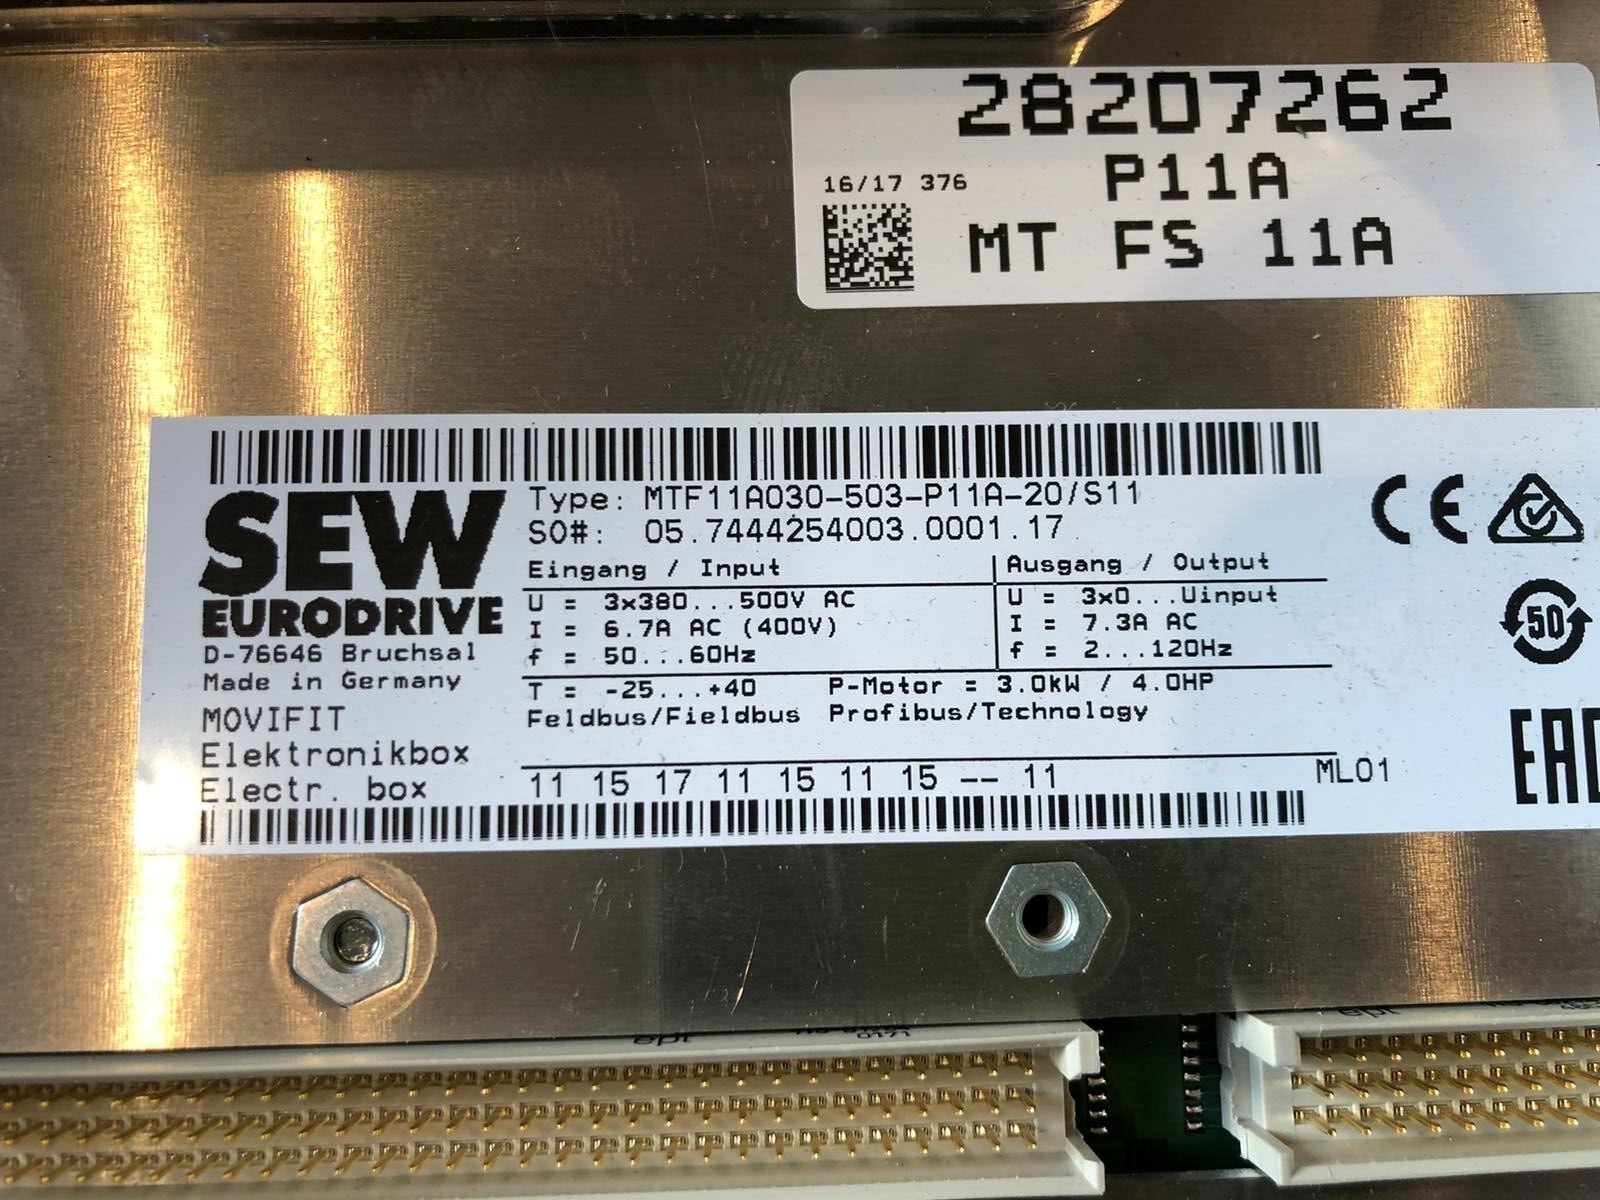 28207262
P11A
16/17 376
MT FS 11A
SEW
EURODRIVE
D-76646 Bruchsal
Made in Germany
MOVIFIT
Elektronikbox
Electr. box
Type: MTF11A030-503-P11A-20/S11
SO#: 05.7444254003.0001.17
Eingang / Input
U = 3x380...500V AC
I = 6.7A AC (400V)
f = 50...60Hz
Ausgang / Output
U = 3x0...Uinput
I = 7.3A AC
f = 2...120Hz
T = -25...+40 P-Motor = 3.0kW / 4.0HP
Feldbus/Fieldbus Profibus/Technology
11 15 17 11 15 11 15 -- 11
ML01
CE
50
EAC
ept
ept